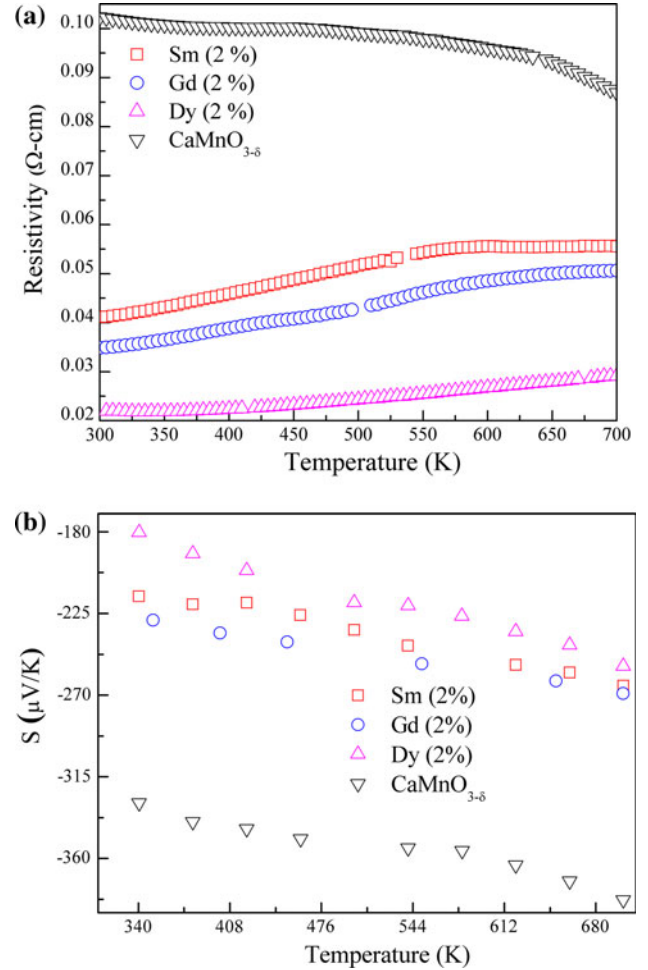 (a)
0.10
0.09
0.08
0.07
0.06
0.05
0.04
0.03
0.02
Resistivity (Ω-cm)
Sm (2 %)
Gd (2 %)
Dy (2 %)
CaMnO3-δ
300 350 400 450 500 550 600 650 700
Temperature (K)
(b)
-180
-225
-270
-315
-360
S (μV/K)
Sm (2%)
Gd (2%)
Dy (2%)
CaMnO3-δ
340 408 476 544 612 680
Temperature (K)